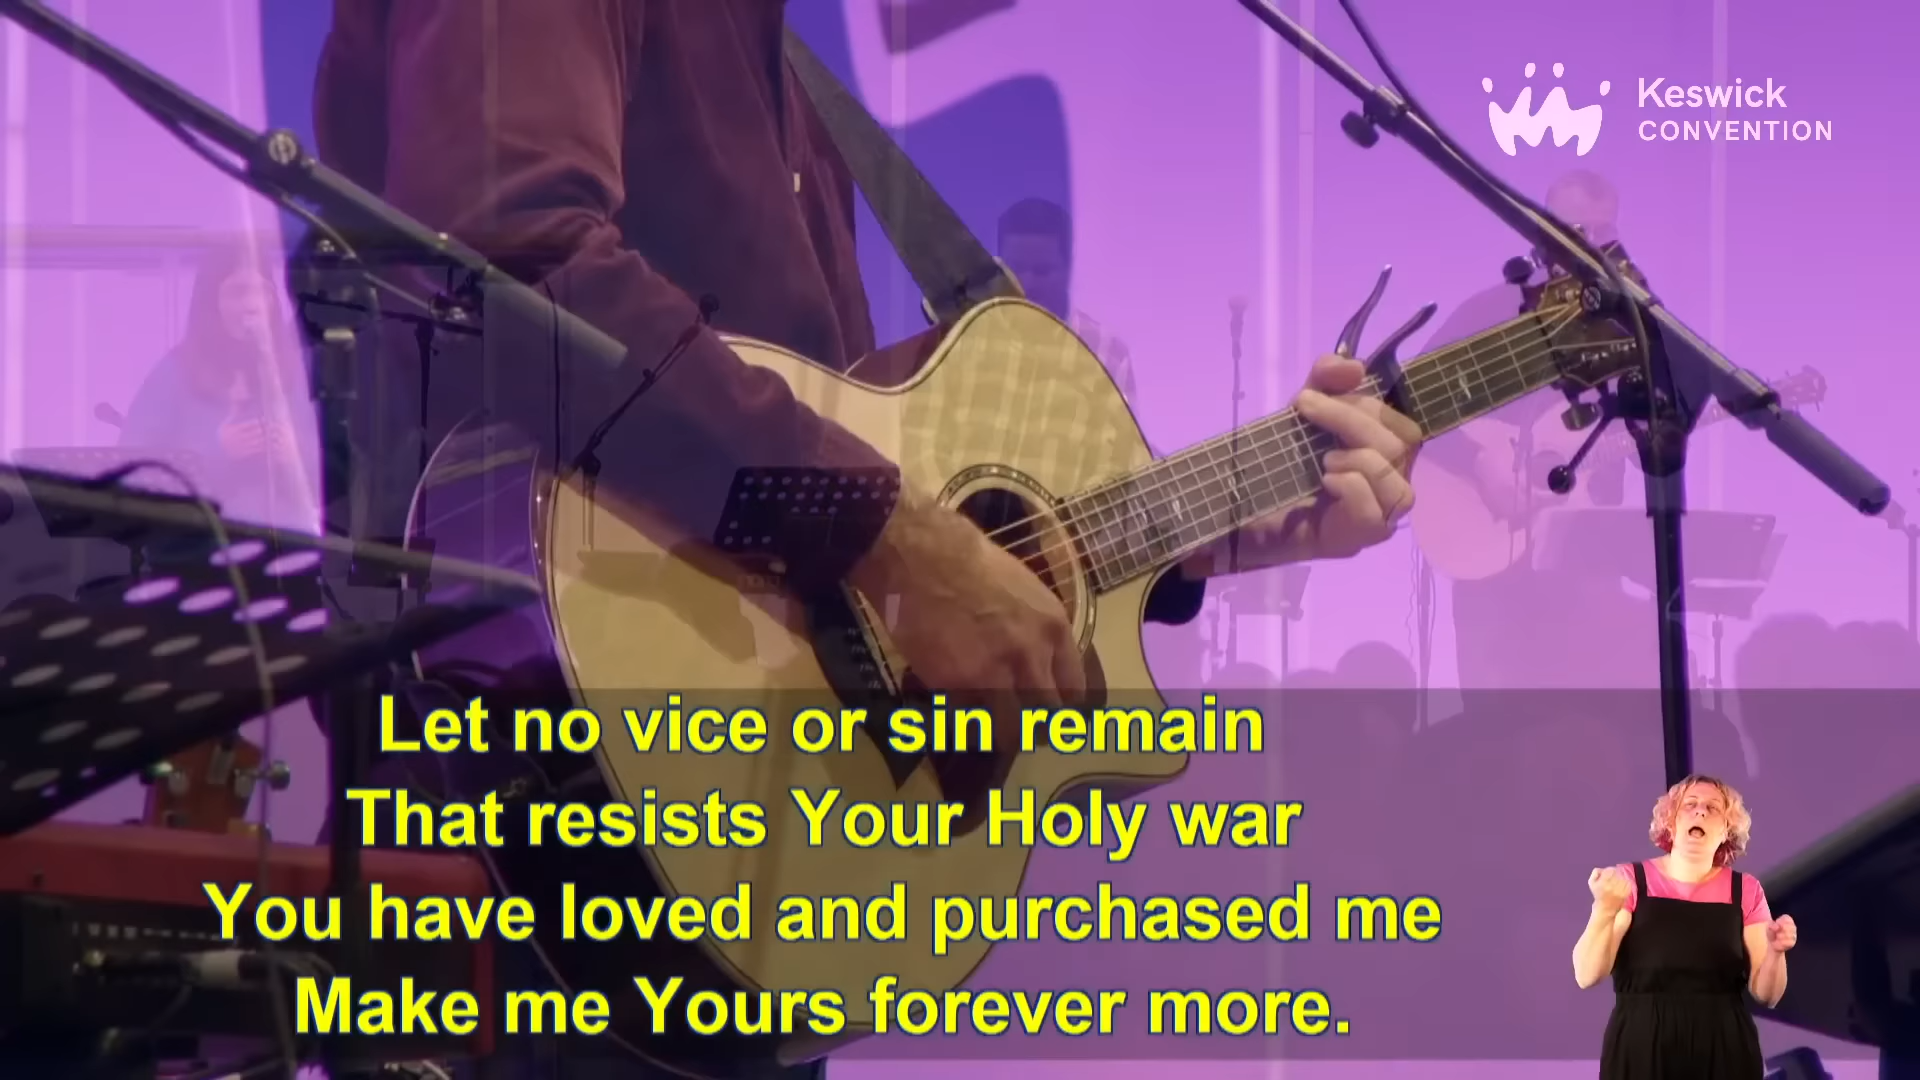 Keswick
CONVENTION
Let no vice or sin remain
That resists Your Holy war
You have loved and purchased me
Make me Yours forever more.